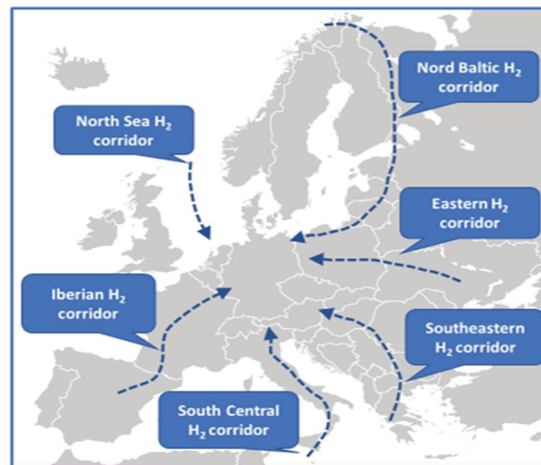 Nord Baltic H₂
corridor
North Sea H₂
corridor
Eastern H₂
corridor
Iberian H₂
corridor
Southeastern
H₂ corridor
South Central
H₂ corridor